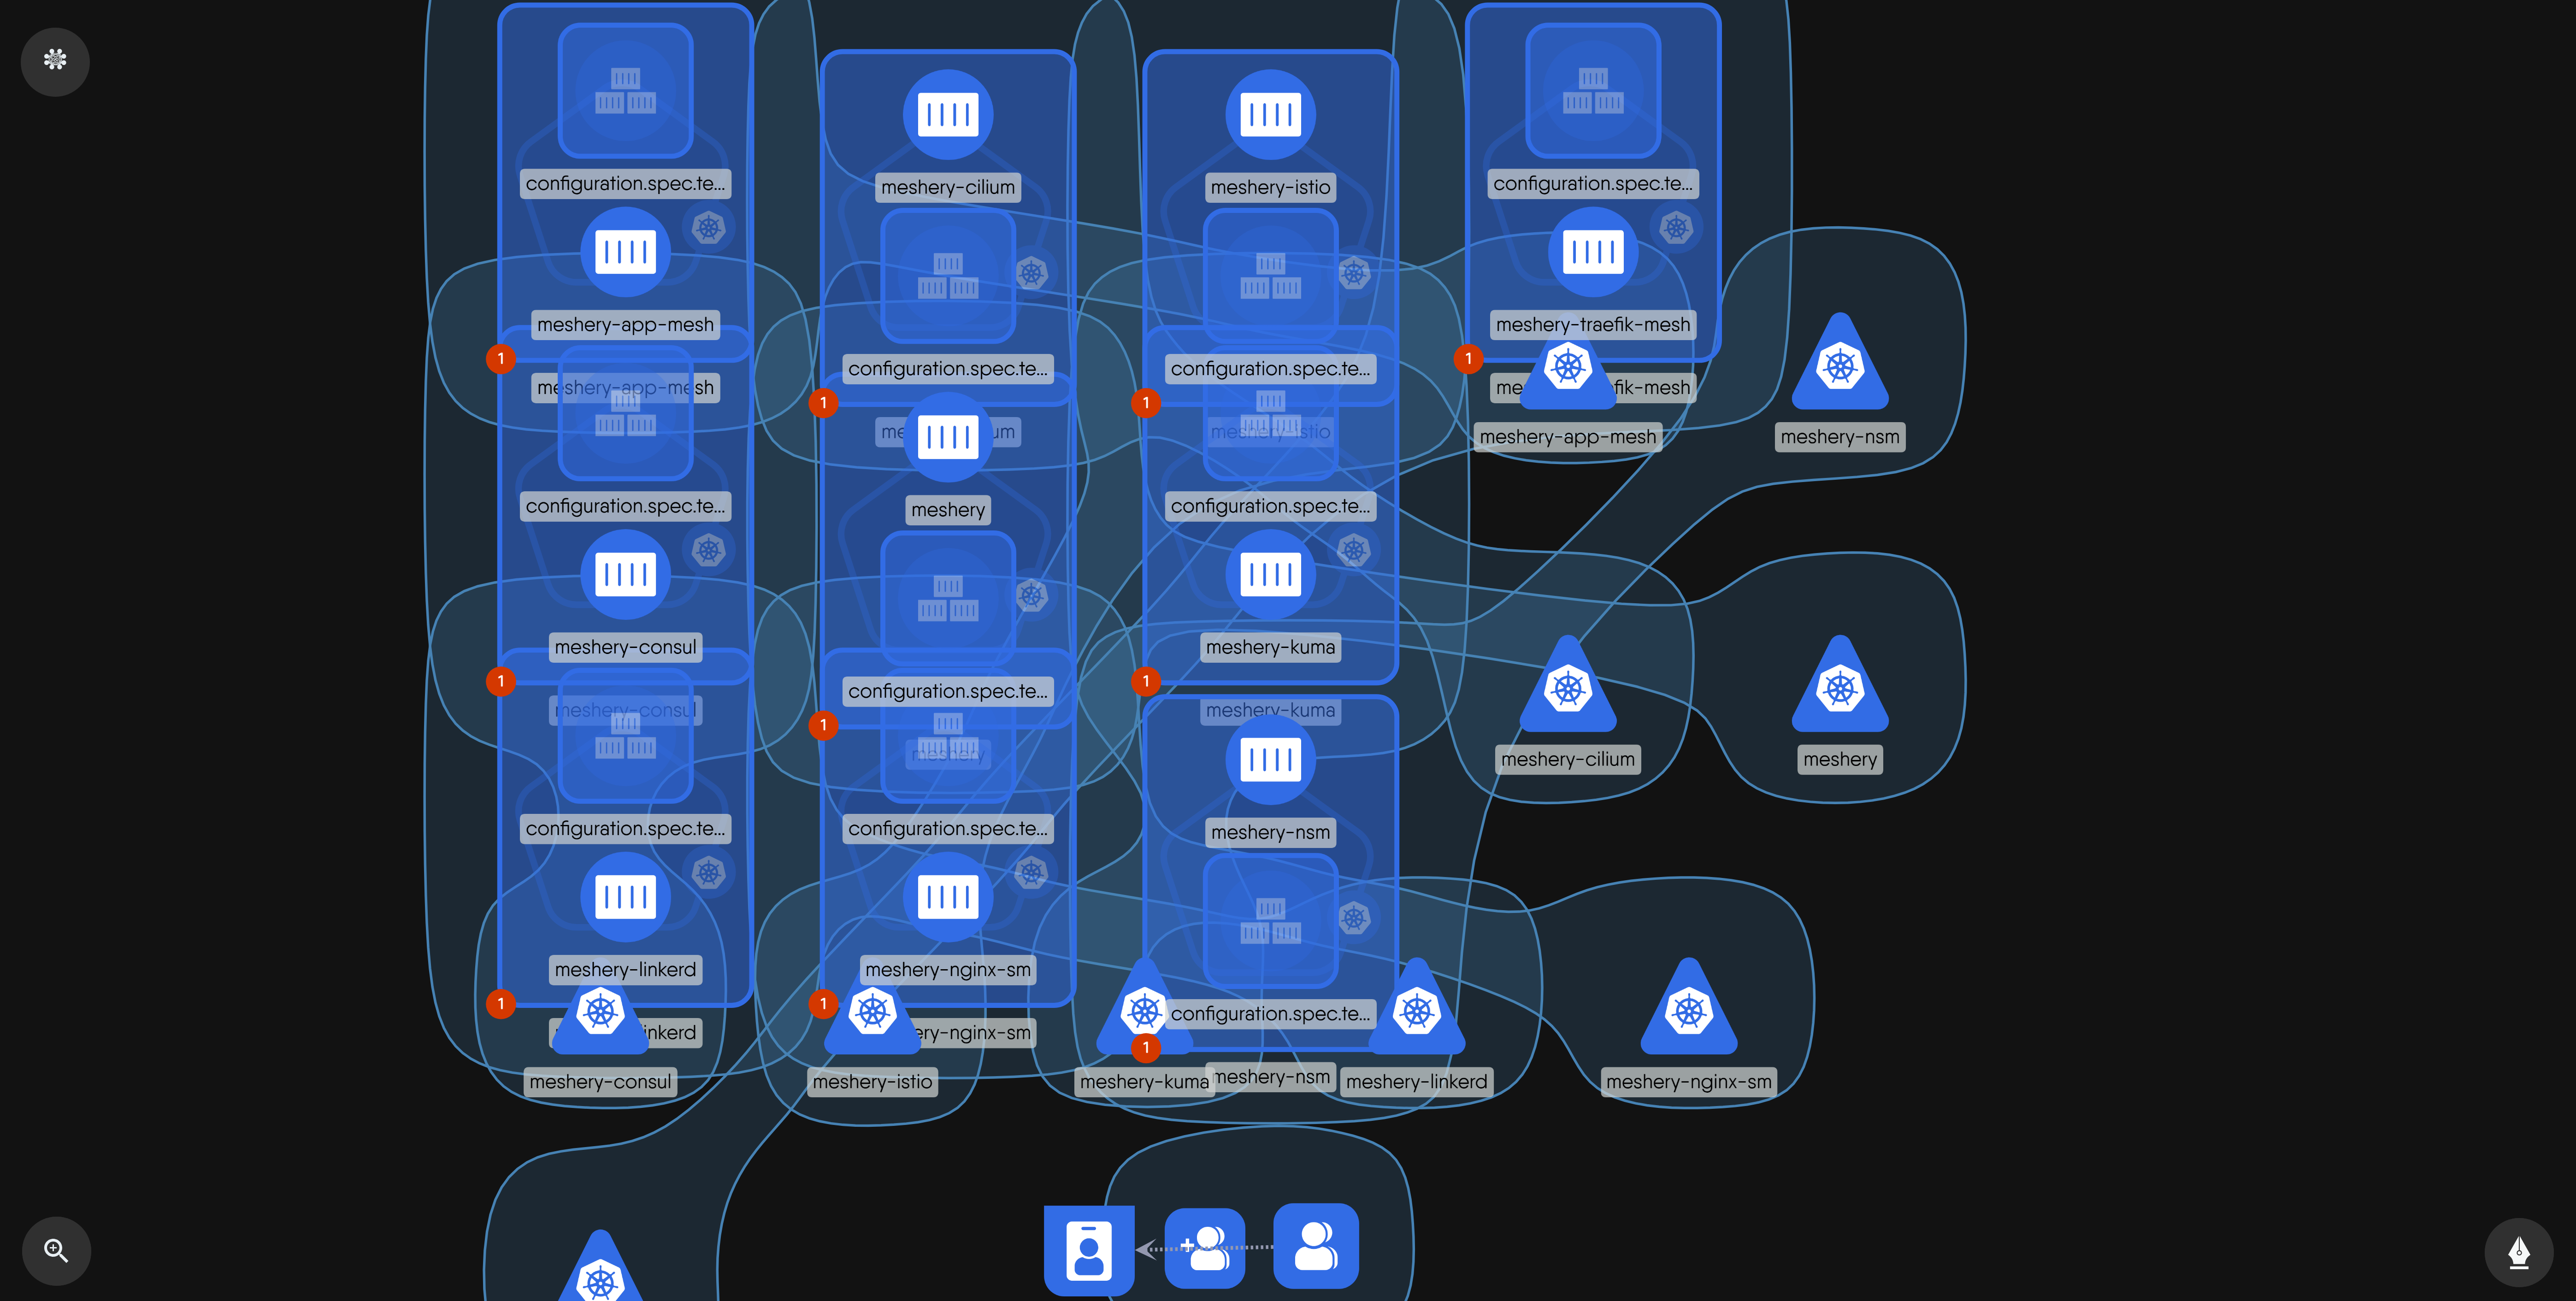 configuration.spec.te...
configuration.spec.te...
meshery-cilium
meshery-istio
meshery-app-mesh
meshery-traefik-mesh
1
1
meshery-app-mesh
me
fik-mesh
configuration.spec.te...
configuration.spec.te...
1
1
me
um
meshery-istio
meshery-app-mesh
meshery-nsm
configuration.spec.te...
meshery
configuration.spec.te...
meshery-consul
meshery-kuma
1
1
meshery-consul
configuration.spec.te...
meshery-kuma
1
meshery
meshery-cilium
meshery
configuration.spec.te...
configuration.spec.te...
meshery-nsm
meshery-linkerd
meshery-nginx-sm
1
1
configuration.spec.te...
inkerd
ery-nginx-sm
1
meshery-consul
meshery-istio
meshery-kuma
meshery-nsm
meshery-linkerd
meshery-nginx-sm